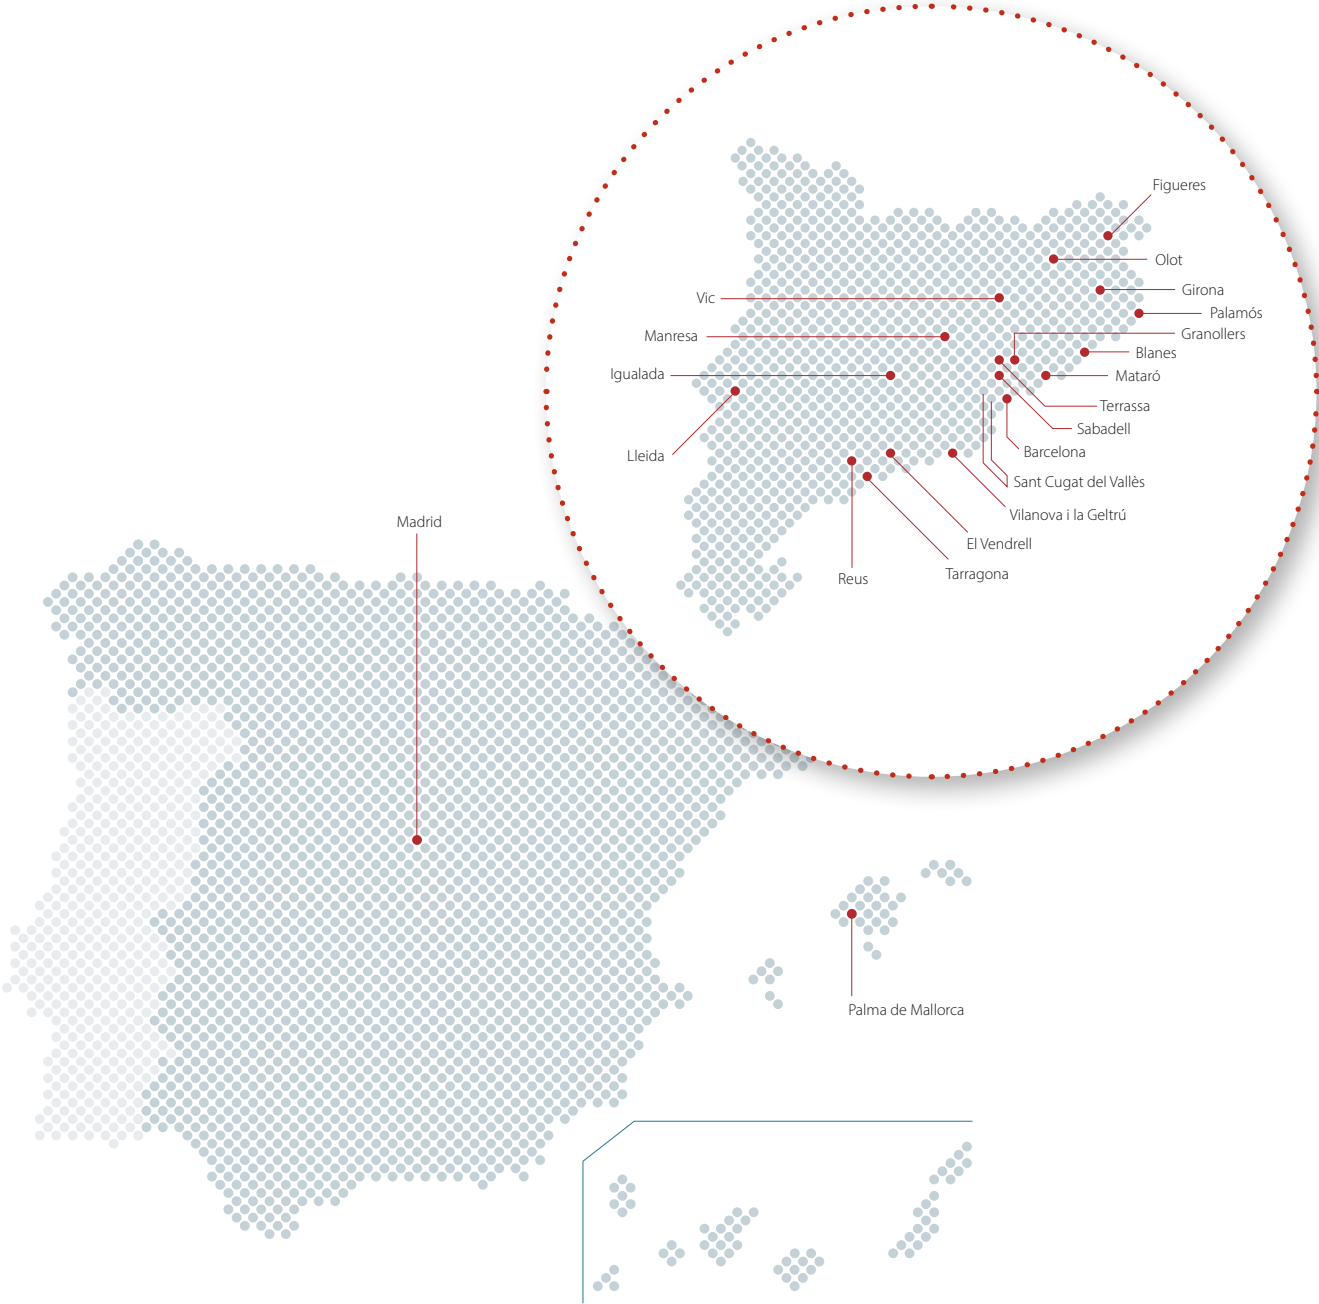 Figueres
Olot
Girona
Vic
Palamós
Granollers
Manresa
Blanes
Igualada
Mataró
Terrassa
Sabadell
Barcelona
Lleida
Sant Cugat del Vallès
Vilanova i la Geltrú
Madrid
El Vendrell
Tarragona
Reus
Palma de Mallorca